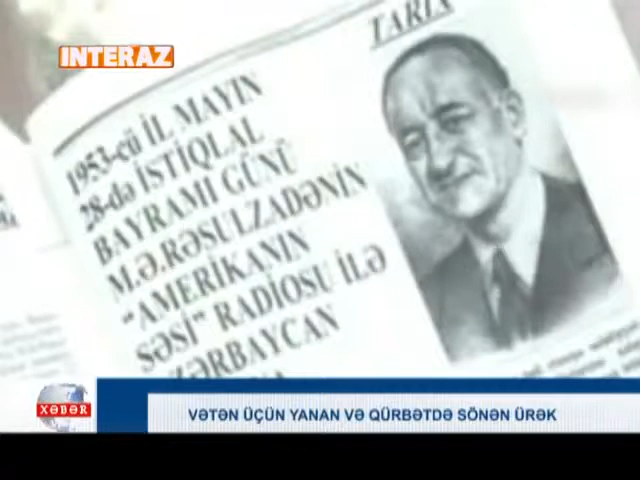 INTERAZ
TARİX
1953-cü İL MAYIN
28-də İSTİQLAL
BAYRAMI GÜNÜ
M.Ə.RƏSULZADƏNİN
"AMERİKANIN
SƏSİ" RADİOSU İLƏ
AZƏRBAYCAN
XƏBƏR
VƏTƏN ÜÇÜN YANAN VƏ QÜRBƏTDƏ SÖNƏN ÜRƏK